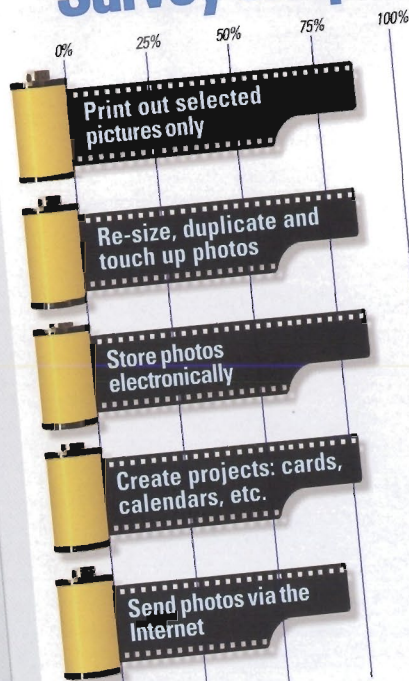 Survey
0% 25% 50% 75% 100%
Print out selected
pictures only
Re-size, duplicate and
touch up photos
Store photos
electronically
Create projects: cards,
calendars, etc.
Send photos via the
Internet